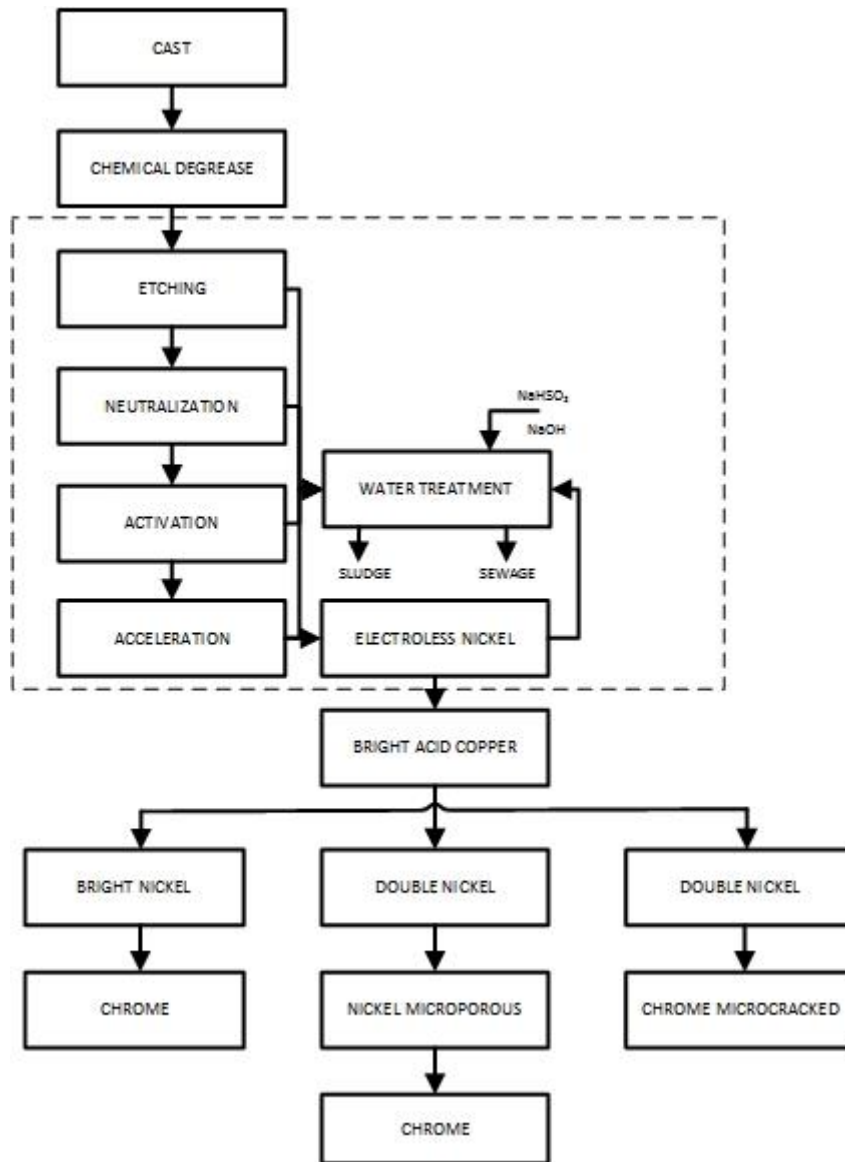 CAST
CHEMICAL DEGREASE
ETCHING
NEUTRALIZATION
NaHSO₃
NaOH
WATER TREATMENT
ACTIVATION
SLUDGE
SEWAGE
ACCELERATION
ELECTROLESS NICKEL
BRIGHT ACID COPPER
BRIGHT NICKEL
DOUBLE NICKEL
DOUBLE NICKEL
CHROME
NICKEL MICROPOROUS
CHROME MICROCRACKED
CHROME